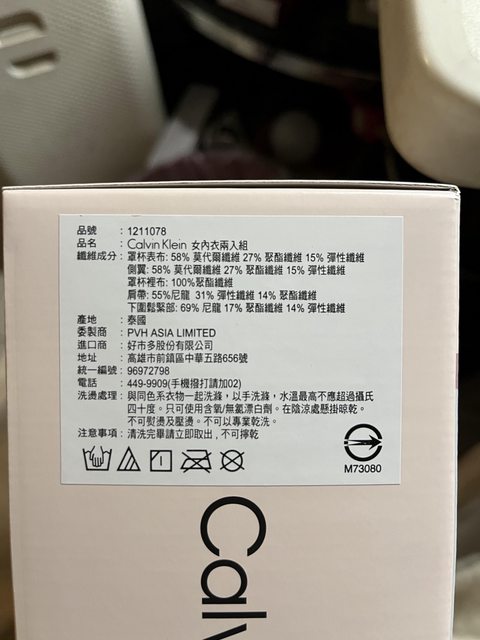 品號 : 1211078
品名 : Calvin Klein 女內衣兩入組
纖維成分 : 罩杯表布: 58% 莫代爾纖維 27% 聚酯纖維 15% 彈性纖維
側翼: 58% 莫代爾纖維 27% 聚酯纖維 15% 彈性纖維
罩杯裡布: 100%聚酯纖維
肩帶: 55%尼龍 31% 彈性纖維 14% 聚酯纖維
下圍鬆緊部: 69% 尼龍 17% 聚酯纖維 14% 彈性纖維
產地 : 泰國
委製商 : PVH ASIA LIMITED
進口商 : 好市多股份有限公司
地址 : 高雄市前鎮區中華五路656號
統一編號 : 96972798
電話 : 449-9909(手機撥打請加02)
洗燙處理 : 與同色系衣物一起洗滌，以手洗滌，水溫最高不應超過攝氏
四十度。只可使用含氧/無氯漂白劑。在陰涼處懸掛晾乾。
不可熨燙及壓燙。不可以專業乾洗。
注意事項 : 清洗完畢請立即取出 , 不可擰乾
M73080
Calv